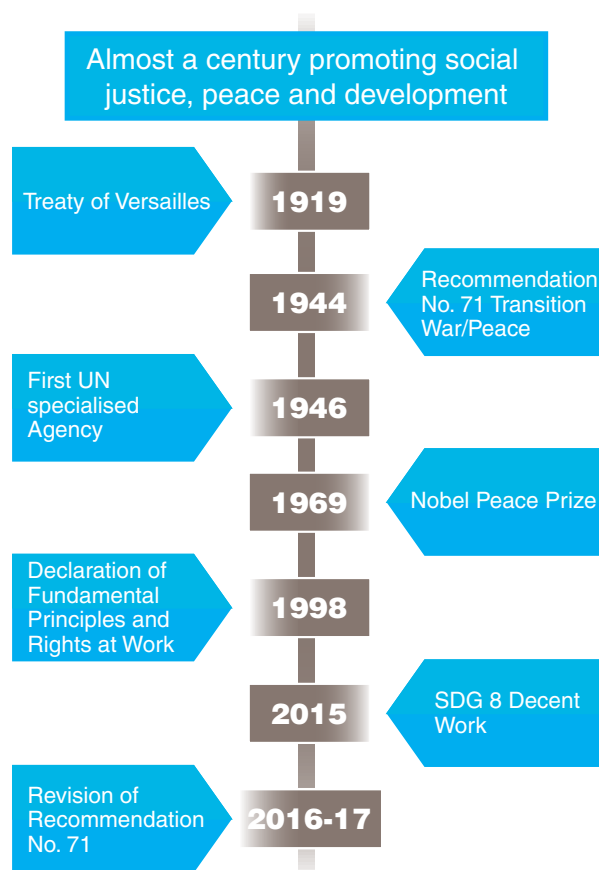 Almost a century promoting social
justice, peace and development
Treaty of Versailles
1919
1944
Recommendation
No. 71 Transition
War/Peace
First UN
specialised
Agency
1946
1969
Nobel Peace Prize
Declaration of
Fundamental
Principles and
Rights at Work
1998
2015
SDG 8 Decent
Work
Revision of
Recommendation
No. 71
2016-17